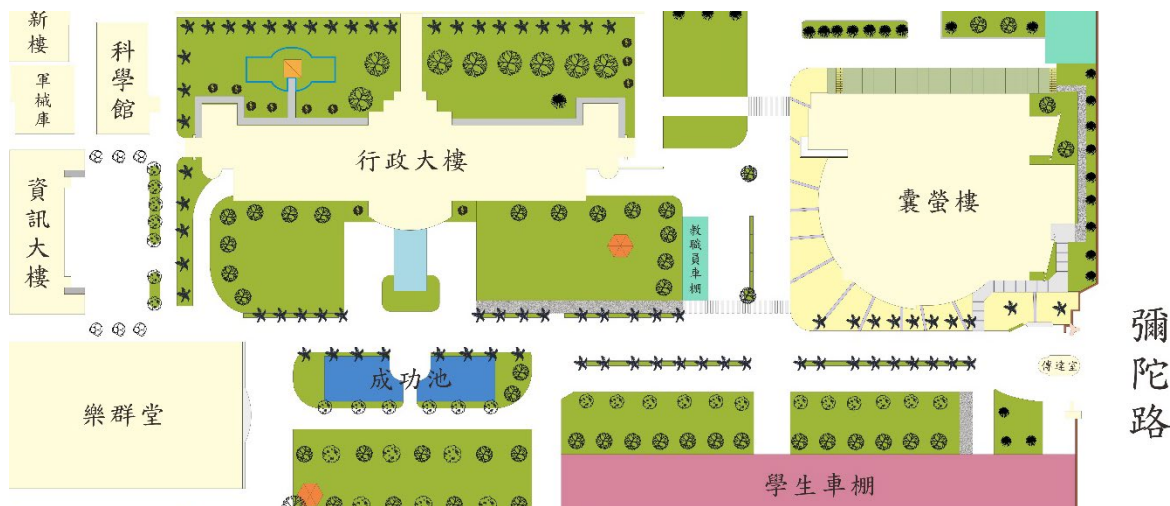 新樓
科學館
軍械庫
行政大樓
資訊大樓
囊螢樓
教職員車棚
彌陀路
傳達室
成功池
樂群堂
學生車棚